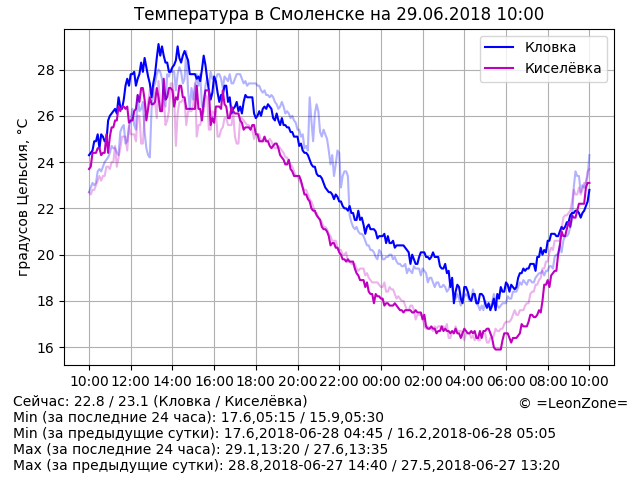 Температура в Смоленске на 29.06.2018 10:00
Кловка
Киселёвка
градусов Цельсия, °C
28
26
24
22
20
18
16
10:00 12:00 14:00 16:00 18:00 20:00 22:00 00:00 02:00 04:00 06:00 08:00 10:00
Сейчас: 22.8 / 23.1 (Кловка / Киселёвка)
© =LeonZone=
Min (за последние 24 часа): 17.6,05:15 / 15.9,05:30
Min (за предыдущие сутки): 17.6,2018-06-28 04:45 / 16.2,2018-06-28 05:05
Max (за последние 24 часа): 29.1,13:20 / 27.6,13:35
Max (за предыдущие сутки): 28.8,2018-06-27 14:40 / 27.5,2018-06-27 13:20